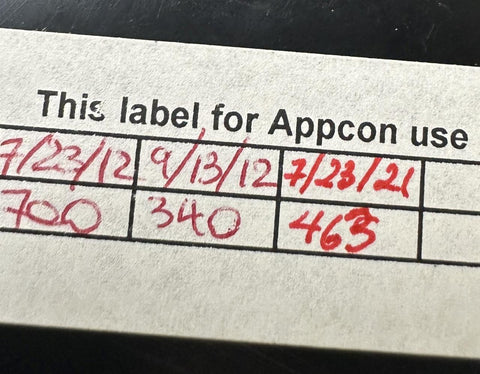 This label for Appcon use
7/23/12 9/13/12 7/23/21
700 340 463